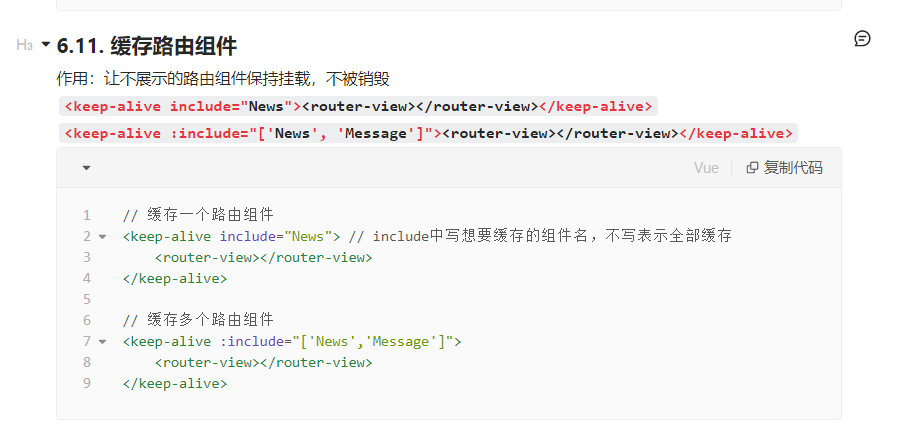 H3 6.11. 缓存路由组件
作用：让不展示的路由组件保持挂载，不被销毁
<keep-alive include="News"><router-view></router-view></keep-alive>
<keep-alive :include="['News', 'Message']"><router-view></router-view></keep-alive>
Vue 复制代码
1 // 缓存一个路由组件
2 <keep-alive include="News"> // include中写想要缓存的组件名，不写表示全部缓存
3 <router-view></router-view>
4 </keep-alive>
5
6 // 缓存多个路由组件
7 <keep-alive :include="['News','Message']">
8 <router-view></router-view>
9 </keep-alive>